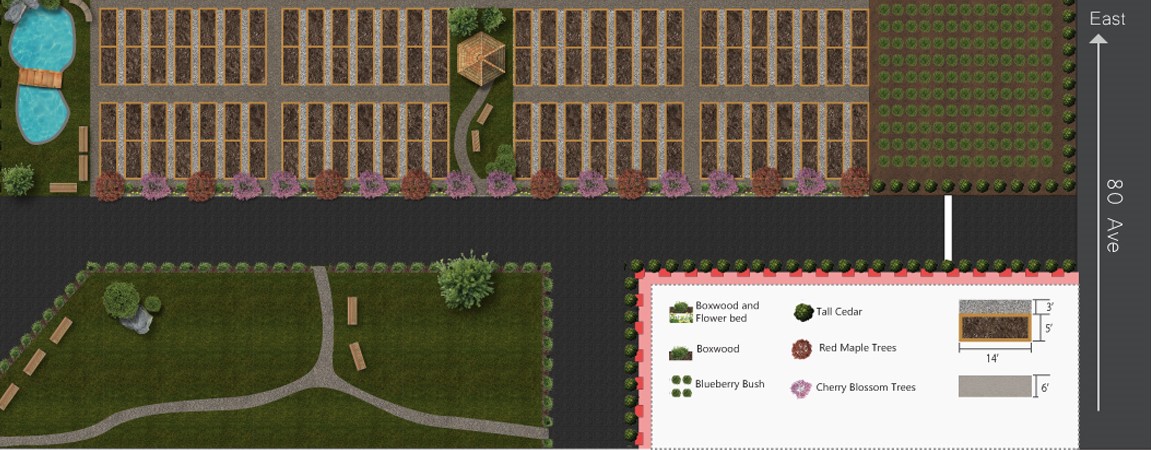 East
80 Ave
Boxwood and
Flower bed
Boxwood
Blueberry Bush
Tall Cedar
Red Maple Trees
Cherry Blossom Trees
3'
5'
14'
6'